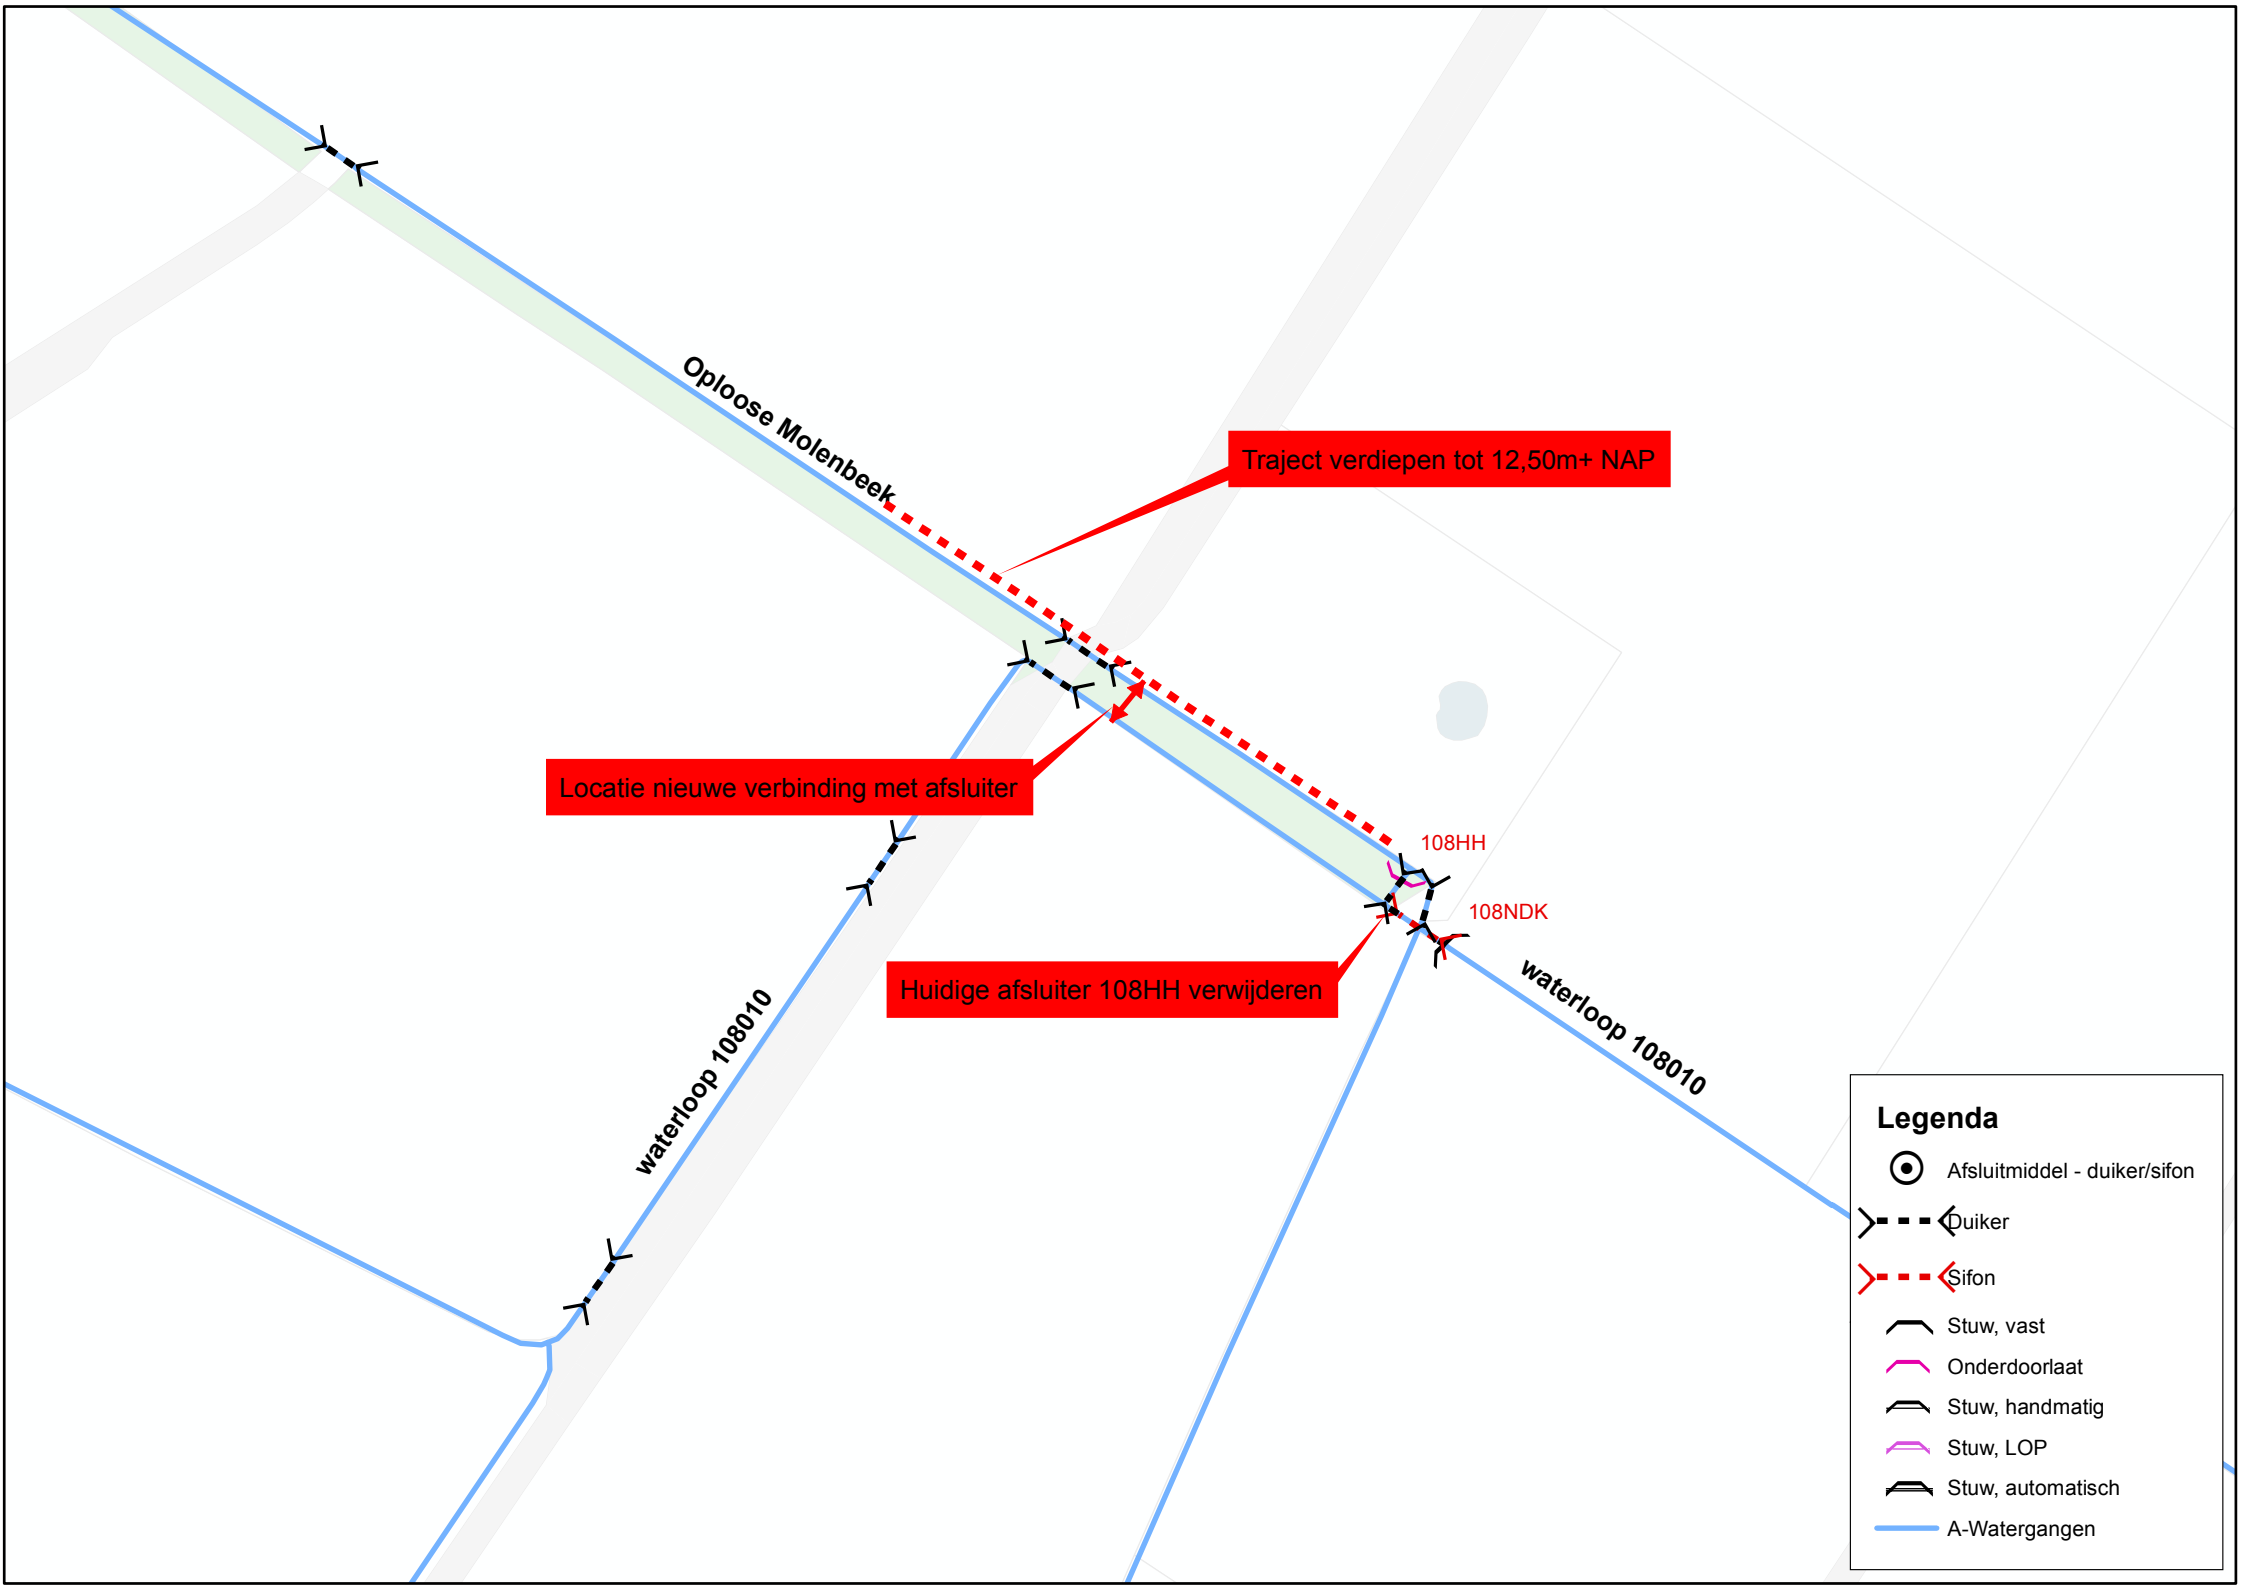 Oploose Molenbeek
Traject verdiepen tot 12,50m+ NAP
Locatie nieuwe verbinding met afsluiter
108HH
108NDK
Huidige afsluiter 108HH verwijderen
waterloop 108010
waterloop 108010
Legenda
Afsluitmiddel - duiker/sifon
Duiker
Sifon
Stuw, vast
Onderdoorlaat
Stuw, handmatig
Stuw, LOP
Stuw, automatisch
A-Watergangen